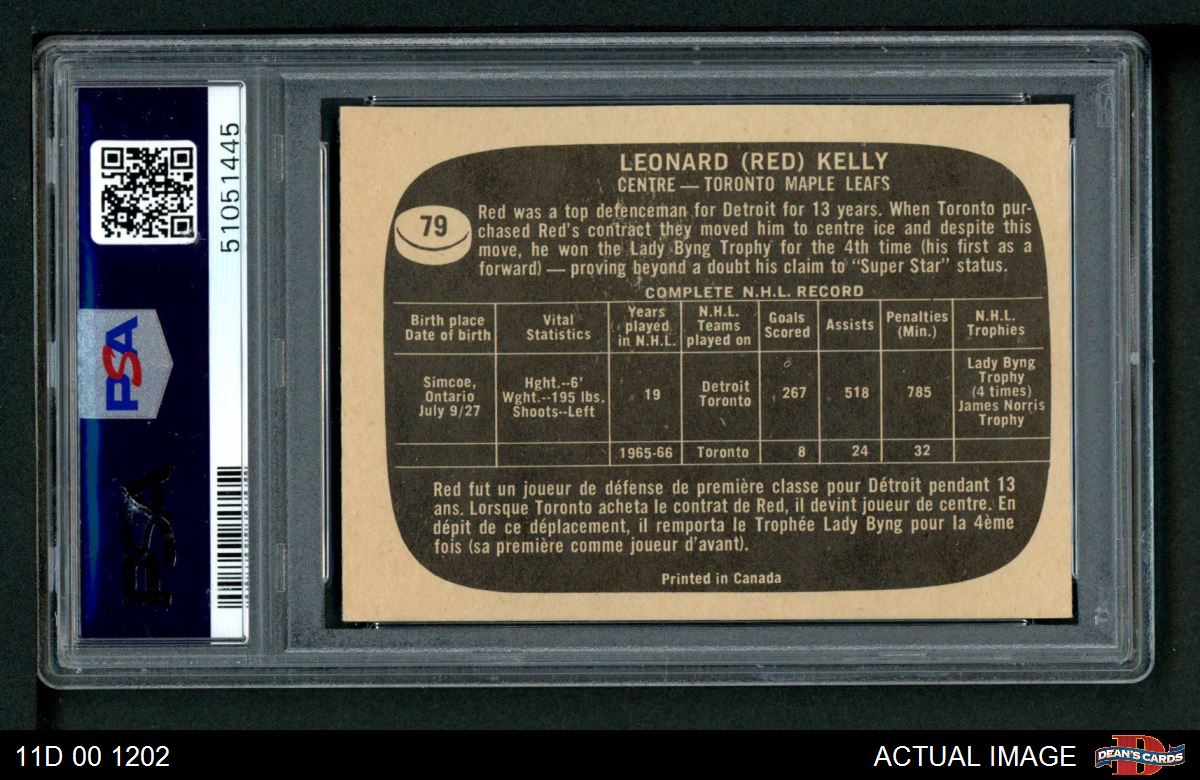 51051445
PSA
PSA
LEONARD (RED) KELLY
CENTRE — TORONTO MAPLE LEAFS
79
Red was a top defenceman for Detroit for 13 years. When Toronto pur-
chased Red's contract they moved him to centre ice and despite this
move, he won the Lady Byng Trophy for the 4th time (his first as a
forward) — proving beyond a doubt his claim to "Super Star" status.
COMPLETE N.H.L. RECORD
Birth place
Date of birth
Vital
Statistics
Years
played
in N.H.L.
N.H.L.
Teams
played on
Goals
Scored
Assists
Penalties
(Min.)
N.H.L.
Trophies
Simcoe,
Ontario
July 9/27
Hght.--6'
Wght.--195 lbs.
Shoots--Left
19
Detroit
Toronto
267
518
785
Lady Byng
Trophy
(4 times)
James Norris
Trophy
1965-66
Toronto
8
24
32
Red fut un joueur de défense de première classe pour Détroit pendant 13
ans. Lorsque Toronto acheta le contrat de Red, il devint joueur de centre. En
dépit de ce déplacement, il remporta le Trophée Lady Byng pour la 4ème
fois (sa première comme joueur d'avant).
Printed in Canada
PSA
11D 00 1202
ACTUAL IMAGE
DEAN'S CARDS